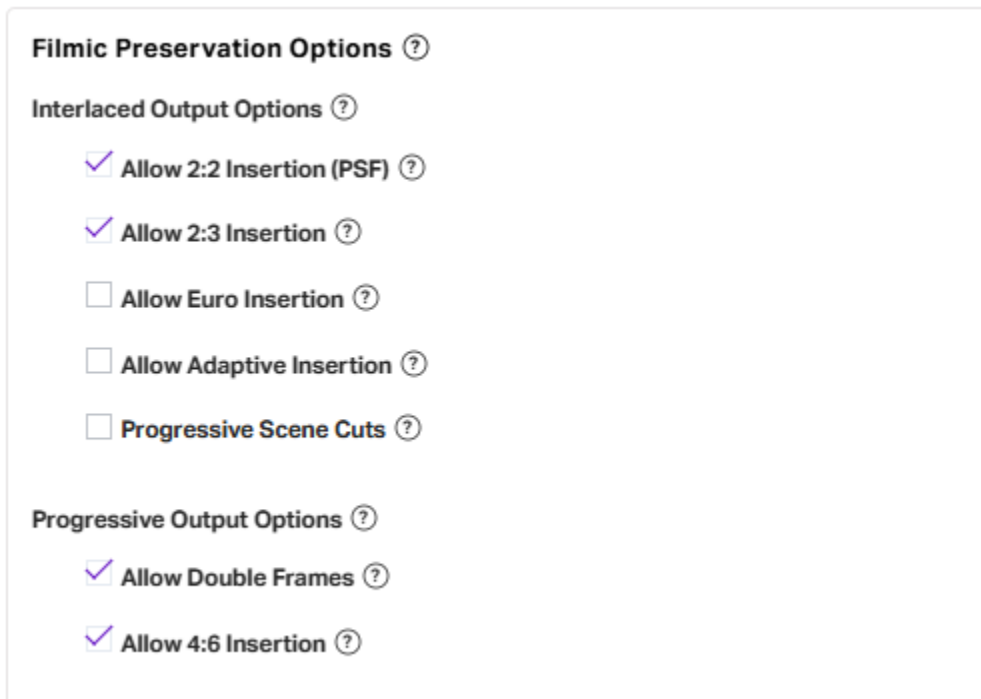 Filmic Preservation Options ?
Interlaced Output Options ?
Allow 2:2 Insertion (PSF) ?
Allow 2:3 Insertion ?
Allow Euro Insertion ?
Allow Adaptive Insertion ?
Progressive Scene Cuts ?
Progressive Output Options ?
Allow Double Frames ?
Allow 4:6 Insertion ?